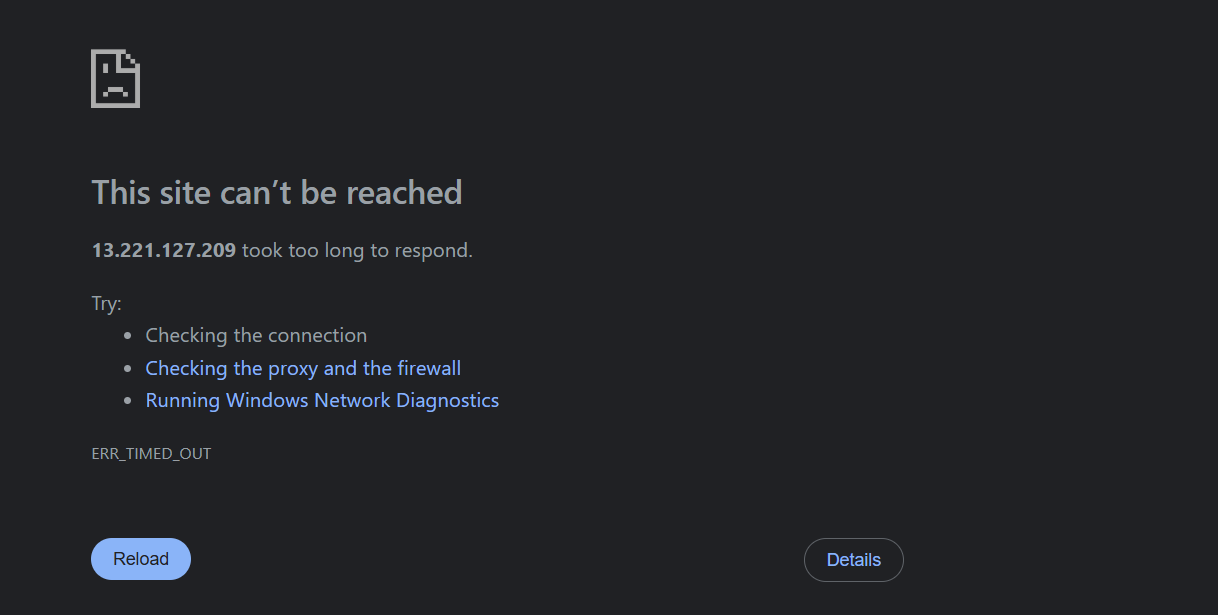 This site can’t be reached
13.221.127.209 took too long to respond.
Try:
Checking the connection
Checking the proxy and the firewall
Running Windows Network Diagnostics
ERR_TIMED_OUT
Reload
Details